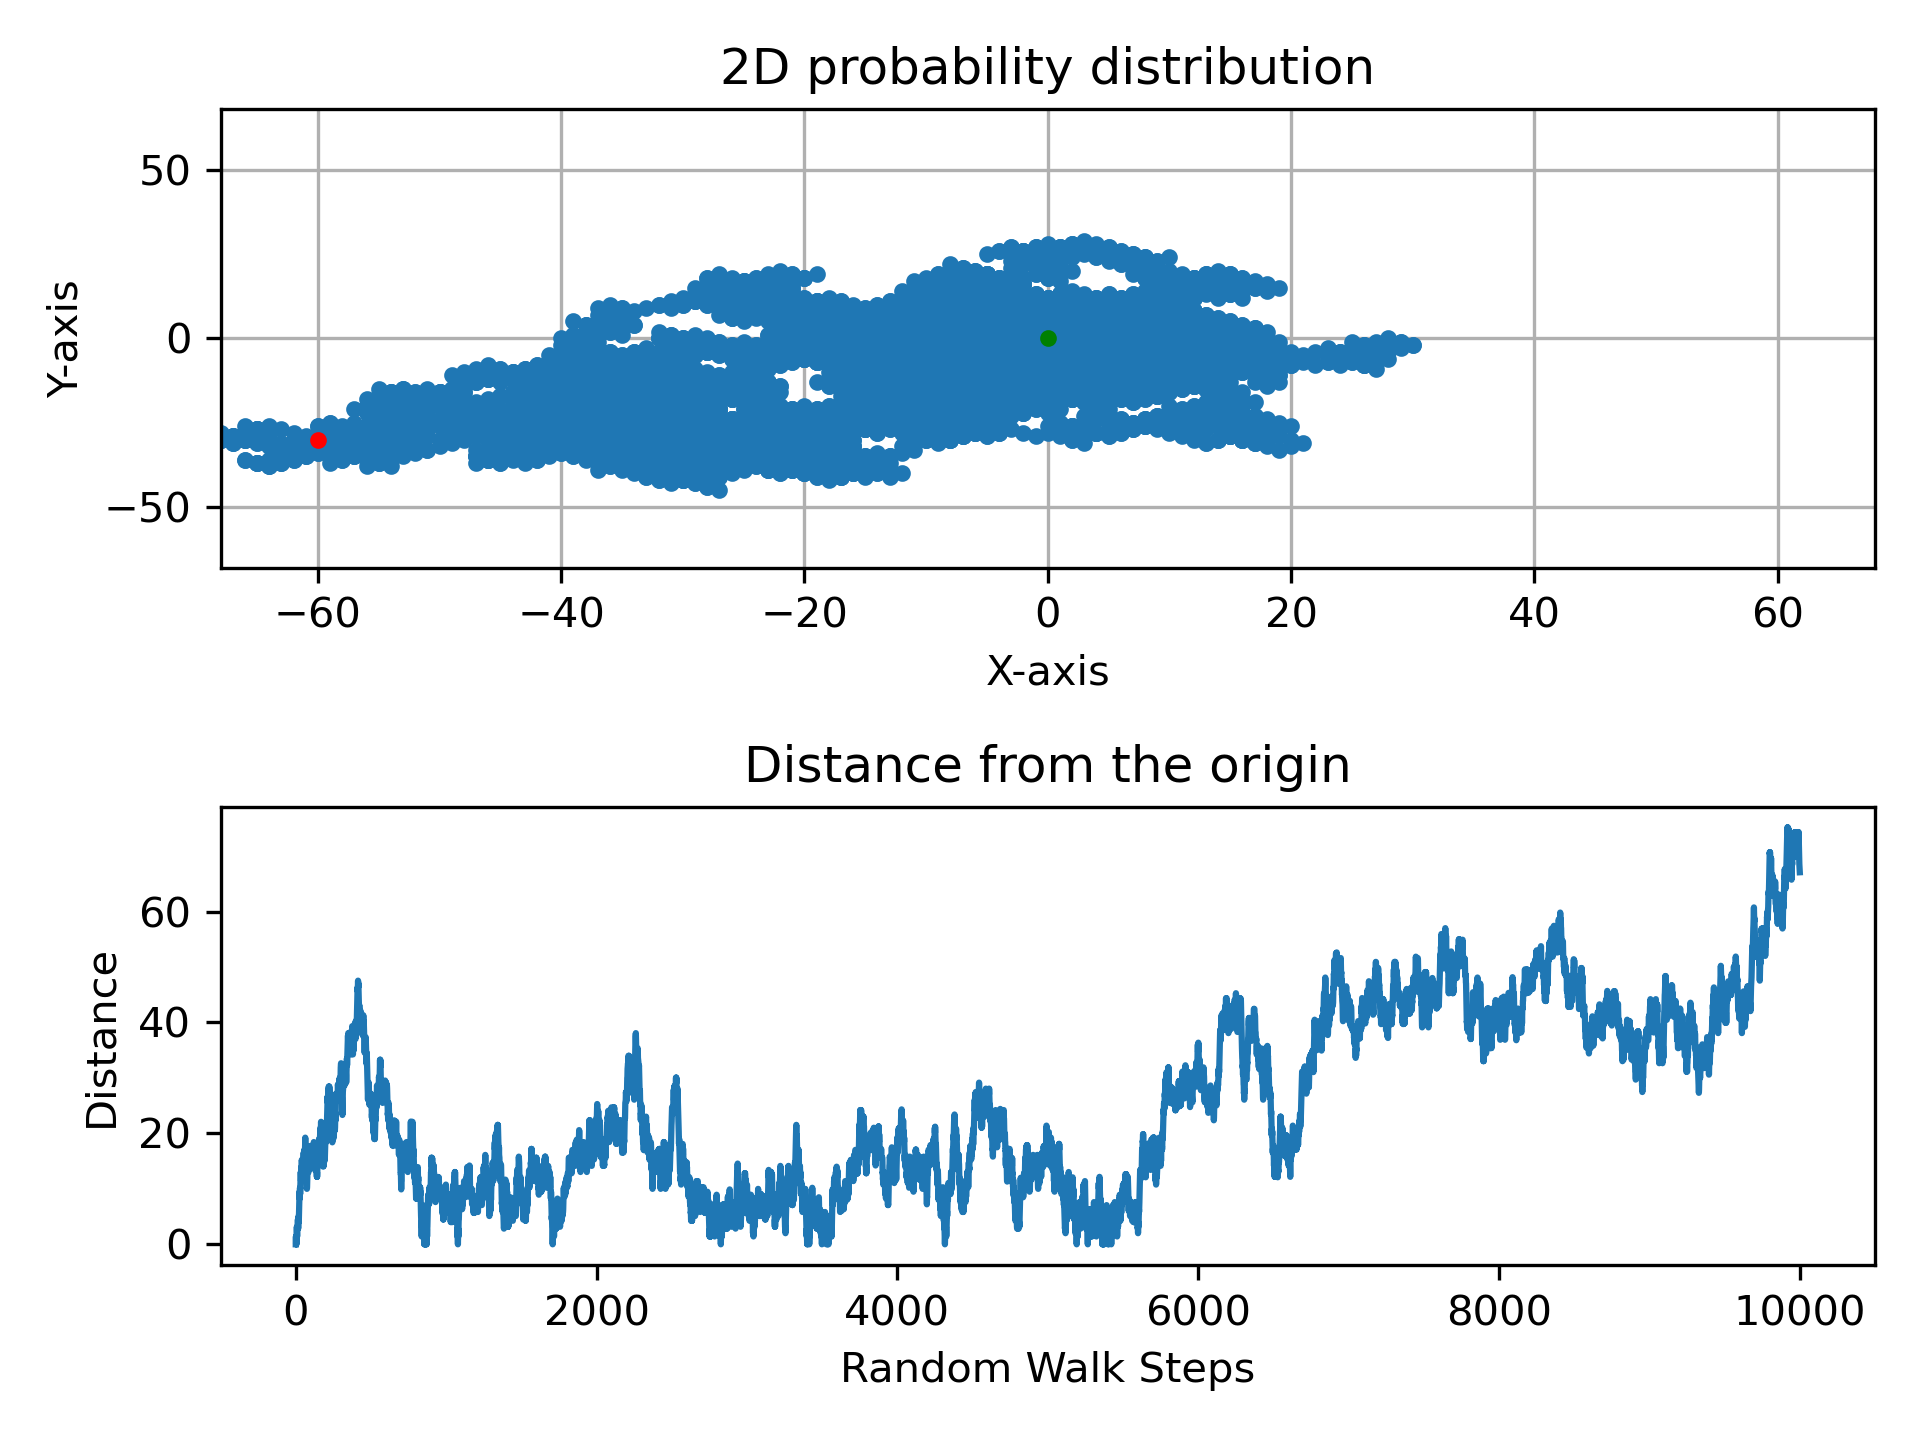 2D probability distribution
50
0
−50
Y-axis
−60 −40 −20 0 20 40 60
X-axis
Distance from the origin
60
40
20
0
Distance
0 2000 4000 6000 8000 10000
Random Walk Steps